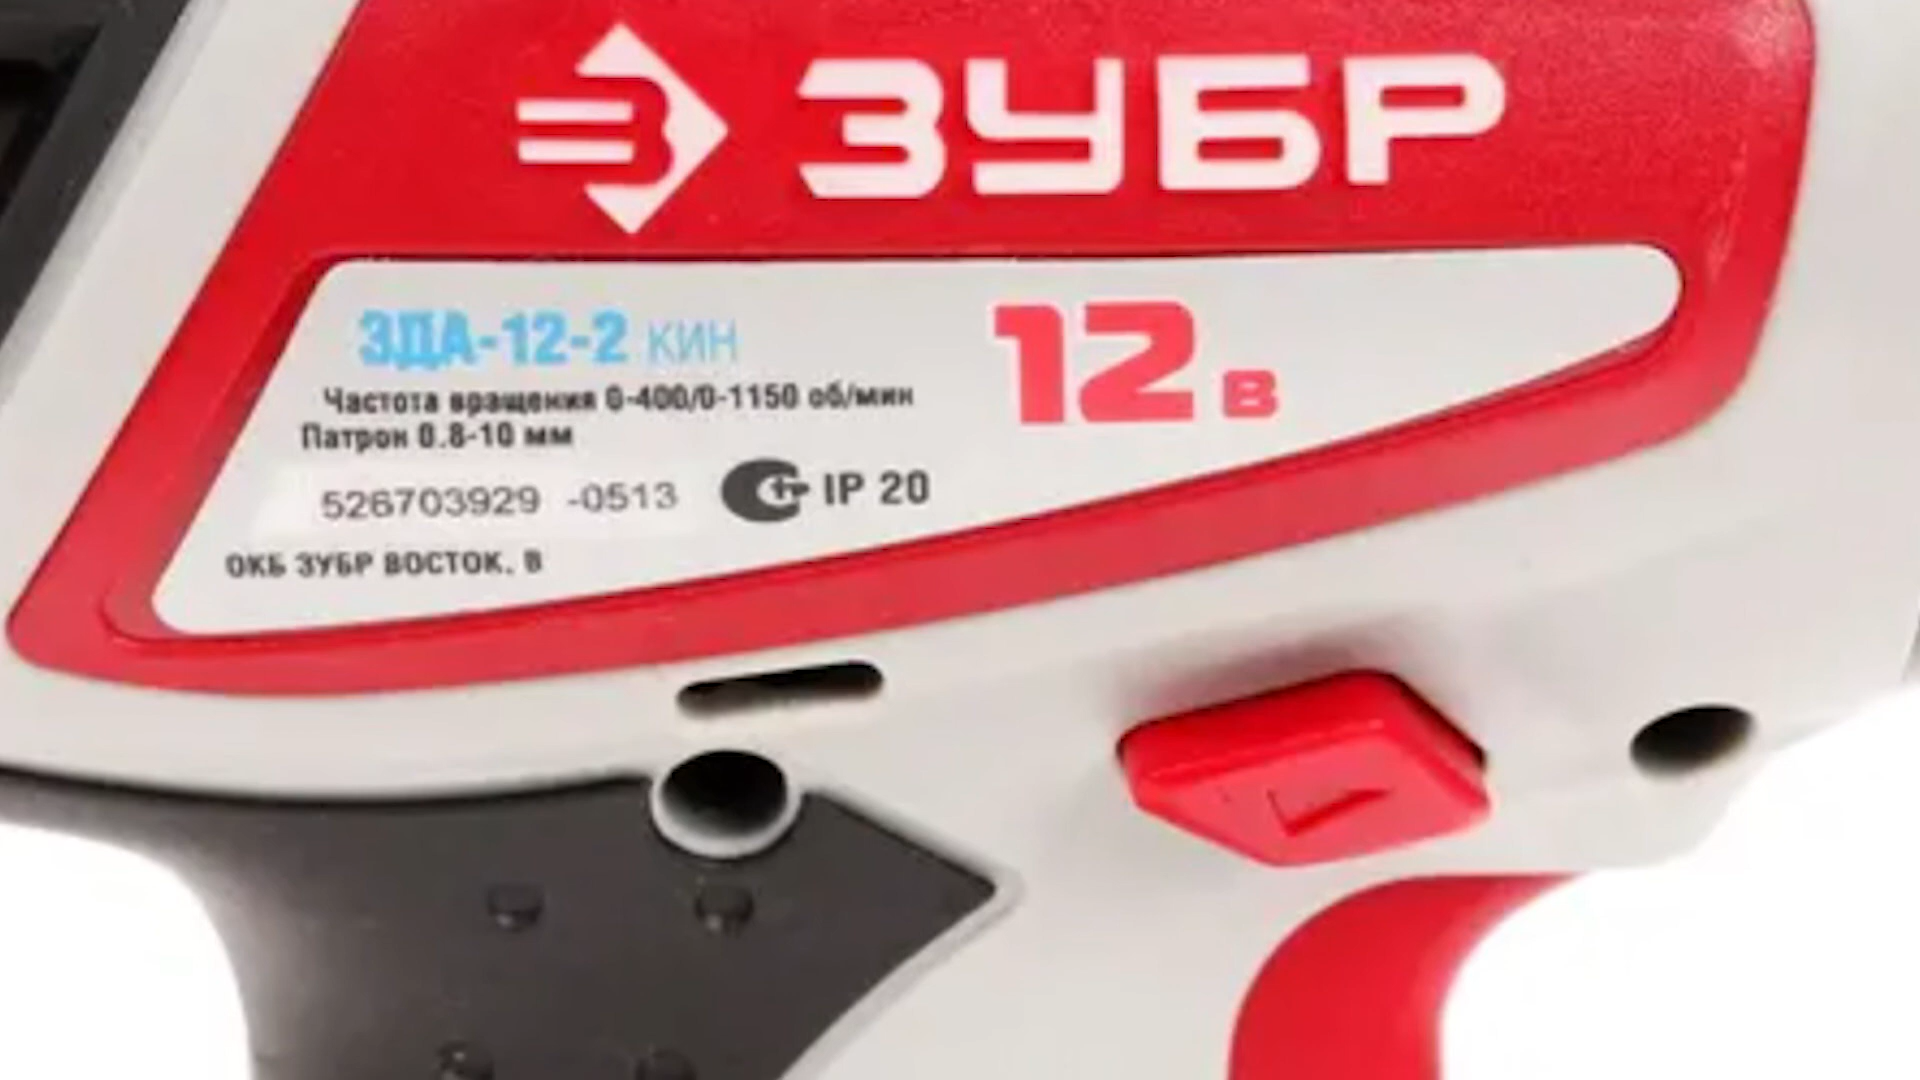 ЗУБР
ЗДА-12-2 КИН
12 В
Частота вращения 0-400/0-1150 об/мин
Патрон 0.8-10 мм
526703929 -0513
IP 20
ОКБ ЗУБР ВОСТОК. В